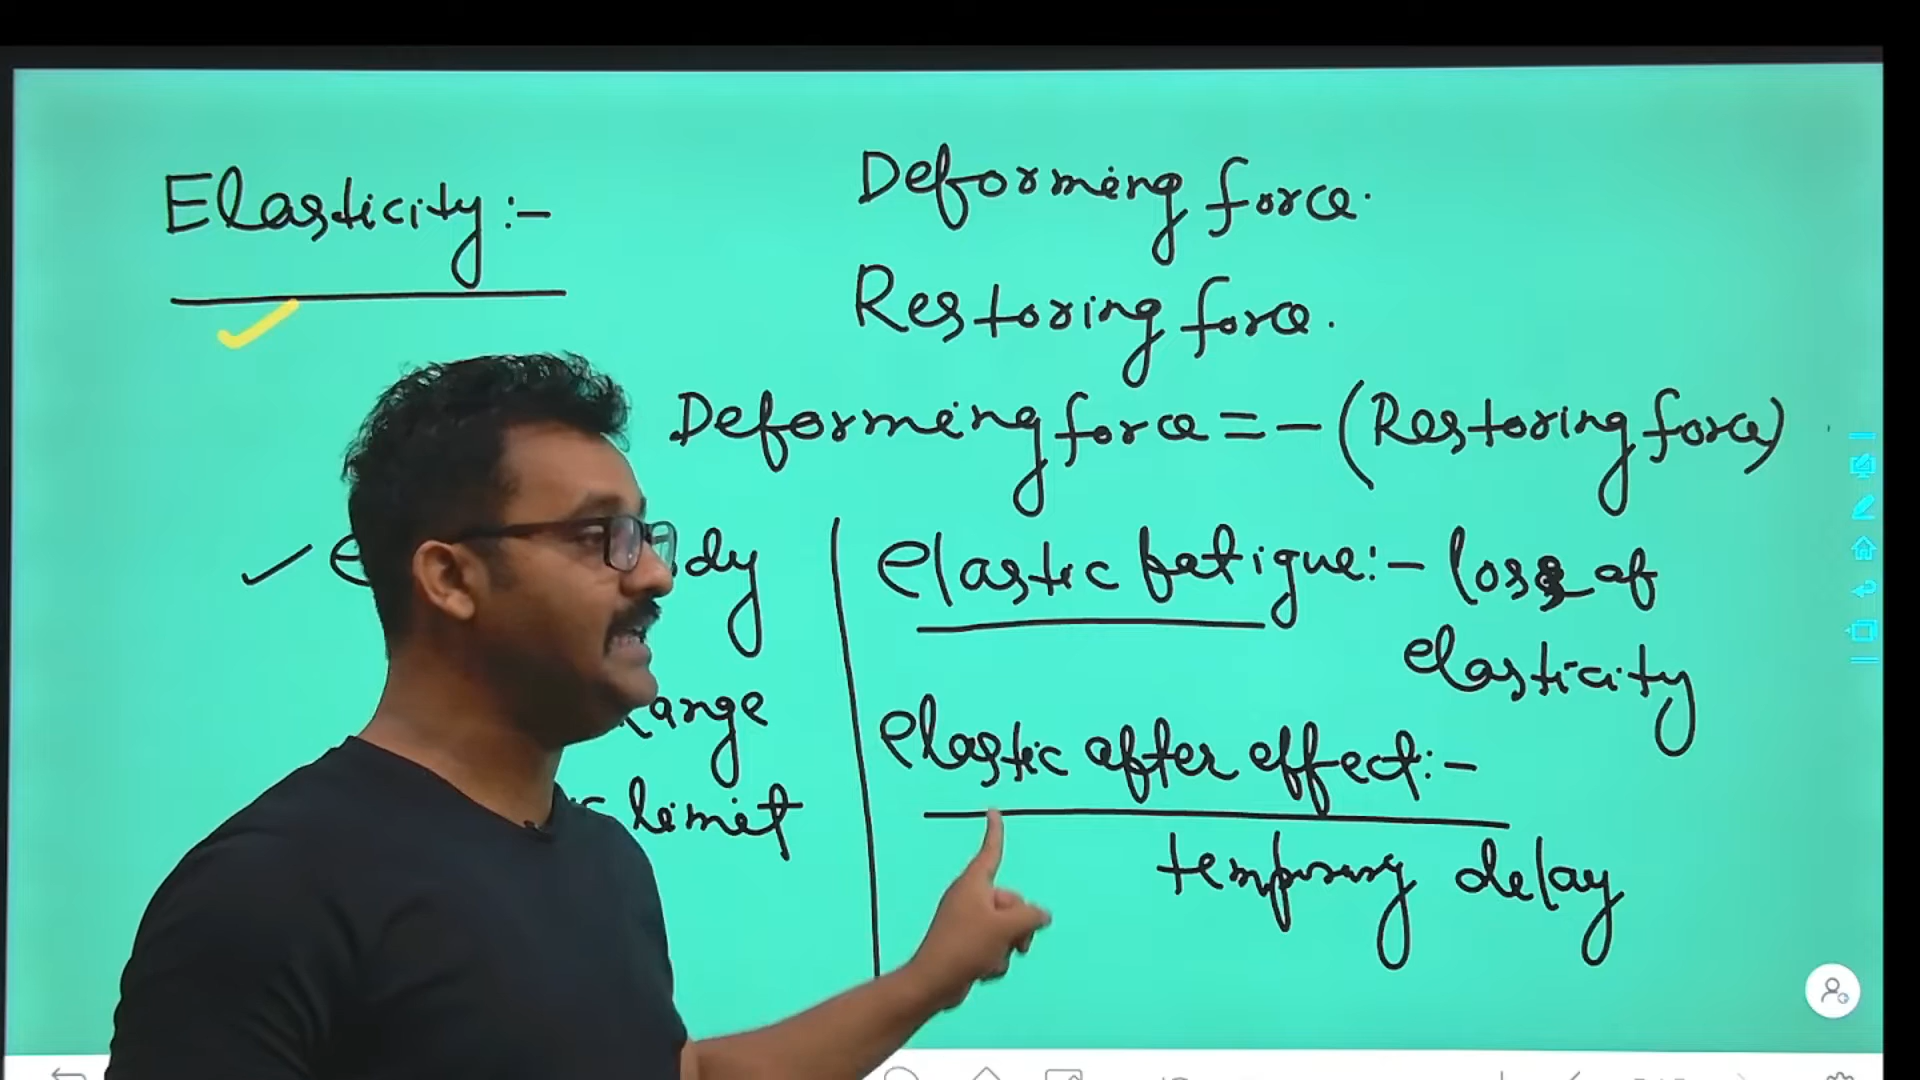 Elasticity :-
Deforming force.
Restoring force.
Deforming force = - (Restoring force)
dy
range
limit
Elastic fatigue :- loss of
elasticity
Elastic after effect :-
temporary delay